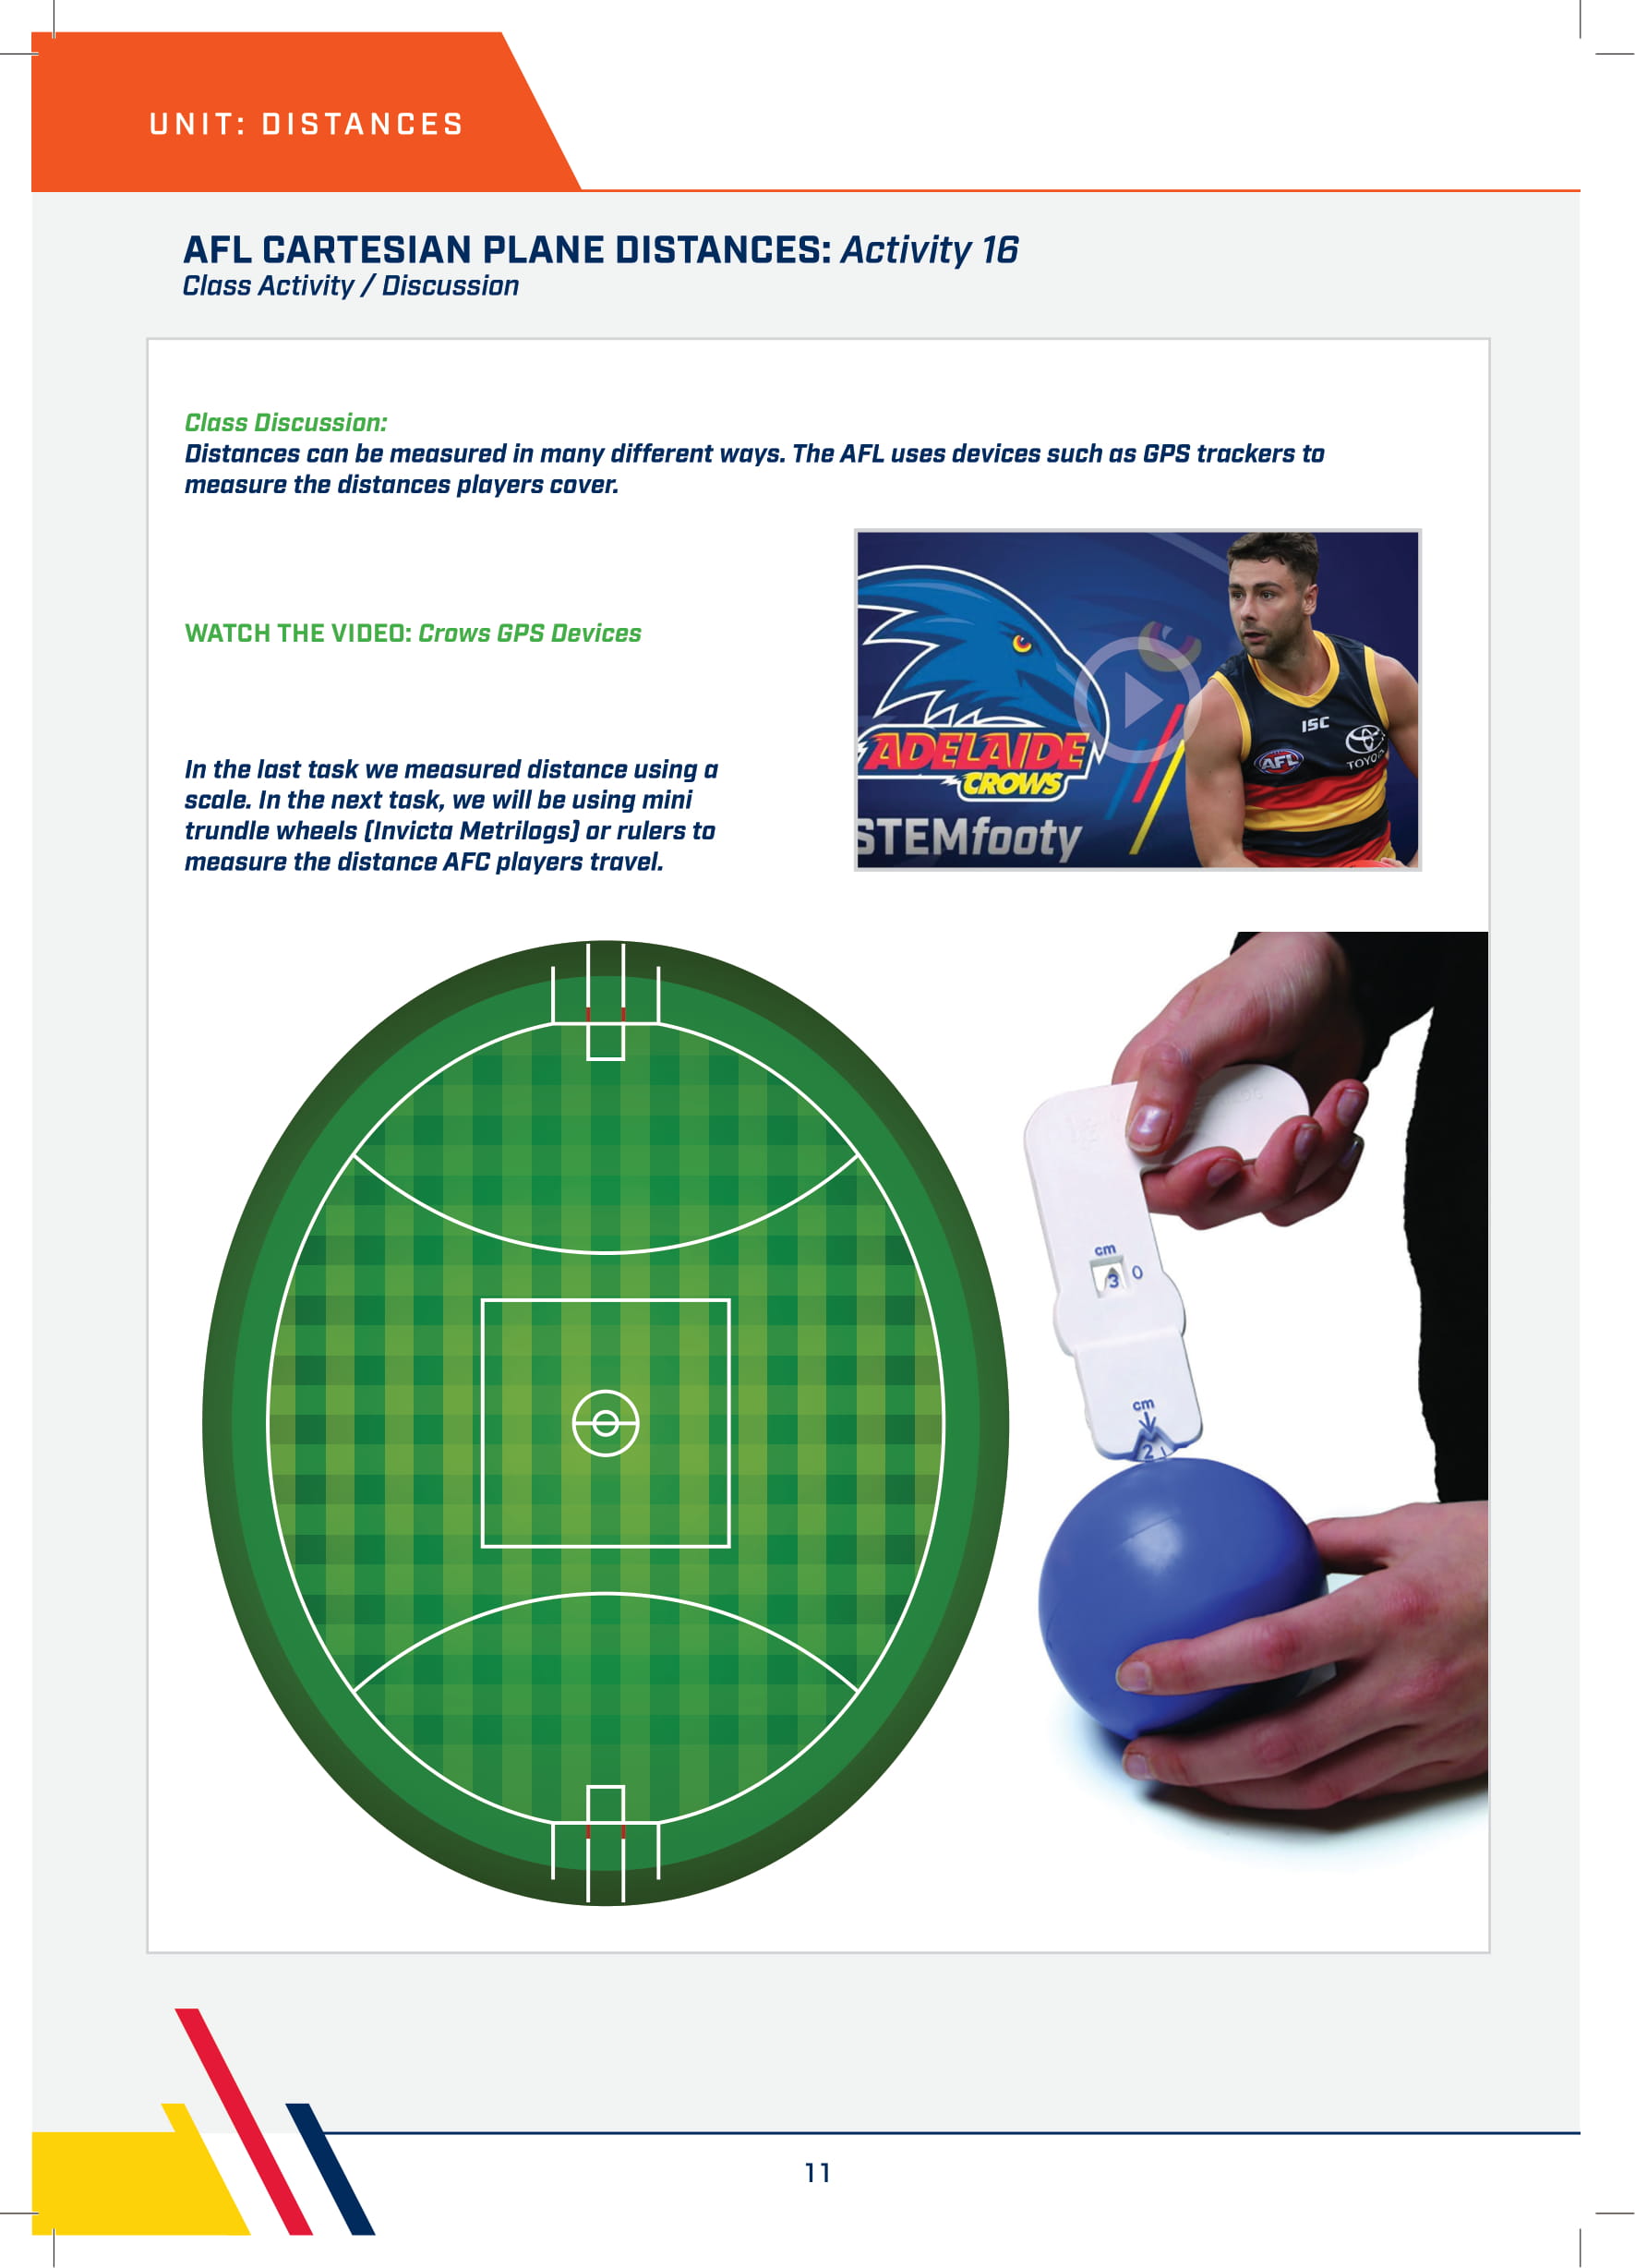 UNIT: DISTANCES
AFL CARTESIAN PLANE DISTANCES: Activity 16
Class Activity / Discussion
Class Discussion:
Distances can be measured in many different ways. The AFL uses devices such as GPS trackers to
measure the distances players cover.
WATCH THE VIDEO: Crows GPS Devices
ADELAIDE
CROWS
STEMfooty
ISC
AFL
TOYO
In the last task we measured distance using a
scale. In the next task, we will be using mini
trundle wheels (Invicta Metrilogs) or rulers to
measure the distance AFC players travel.
cm
3 0
cm
2
11